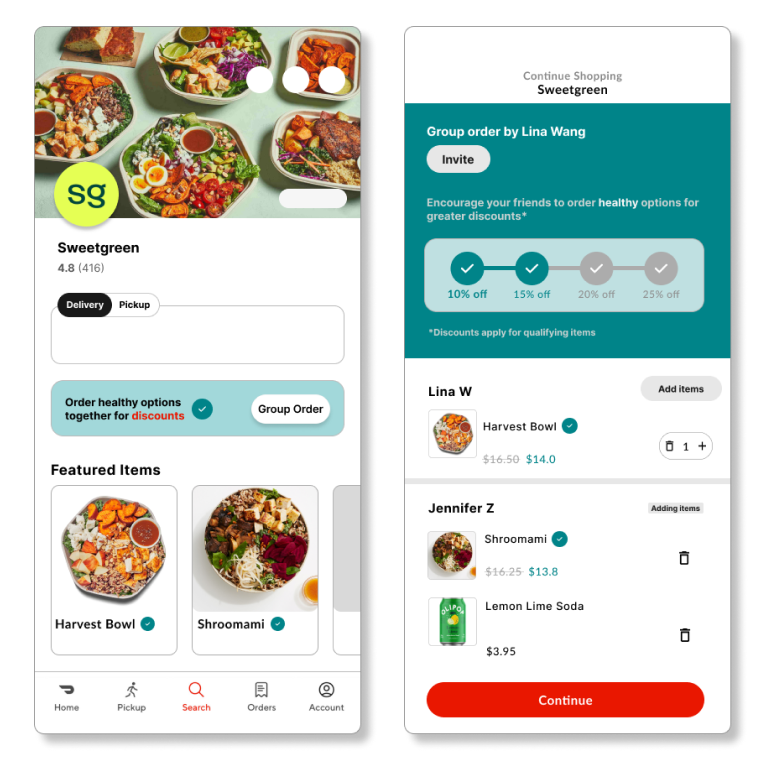 sg
Sweetgreen
4.8 (416)
Delivery Pickup
Order healthy options
together for discounts
Group Order
Featured Items
Harvest Bowl
Shroomami
Home Pickup Search Orders Account
Continue Shopping
Sweetgreen
Group order by Lina Wang
Invite
Encourage your friends to order healthy options for
greater discounts*
10% off 15% off 20% off 25% off
*Discounts apply for qualifying items
Lina W Add items
Harvest Bowl
$16.50 $14.0
1 +
Jennifer Z Adding items
Shroomami
$16.25 $13.8
OLIPOP
Lemon Lime Soda
$3.95
Continue